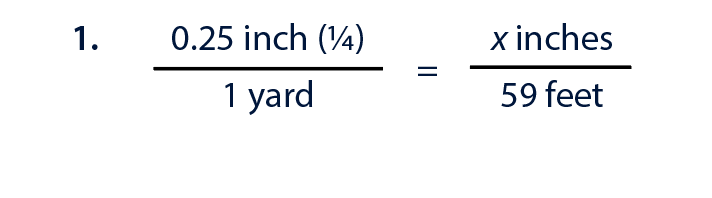 1. 0.25 inch (¼) = x inches
1 yard 59 feet